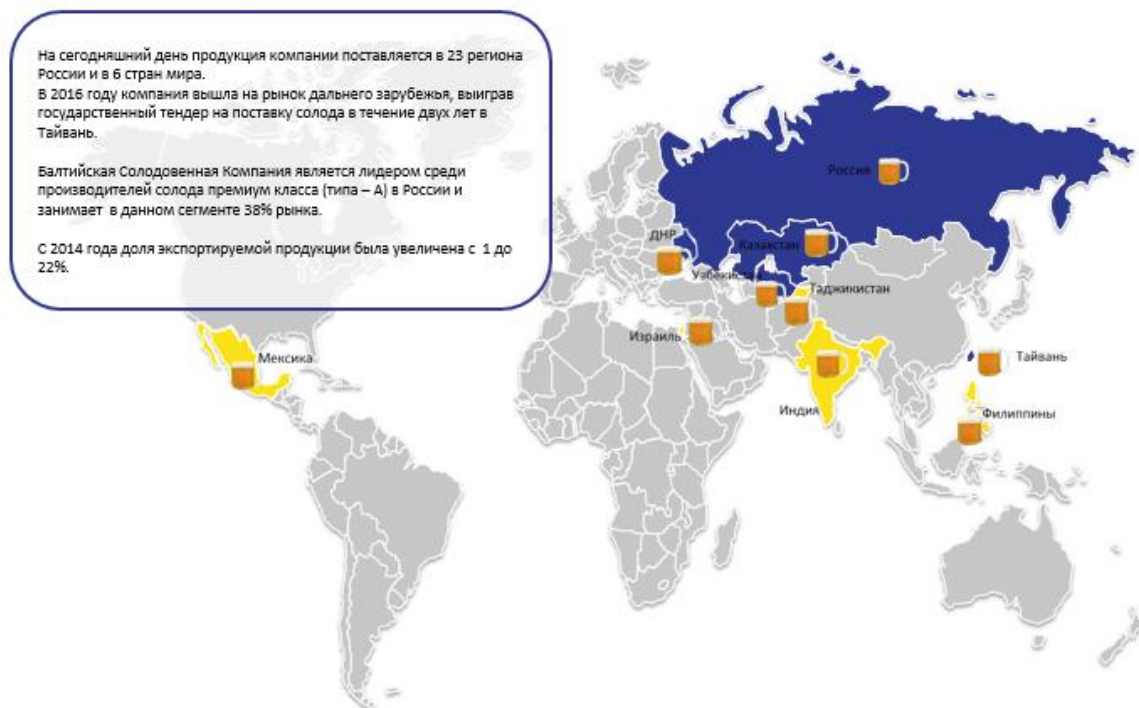 На сегодняшний день продукция компании поставляется в 23 региона
России и в 6 стран мира.
В 2016 году компания вышла на рынок дальнего зарубежья, выиграв
государственный тендер на поставку солода в течение двух лет в
Тайвань.
Балтийская Солодовенная Компания является лидером среди
производителей солода премиум класса (типа – А) в России и
занимает в данном сегменте 38% рынка.
С 2014 года доля экспортируемой продукции была увеличена с 1 до
22%.
Россия
ДНР
Казахстан
Узбекистан
Таджикистан
Израиль
Мексика
Тайвань
Индия
Филиппины